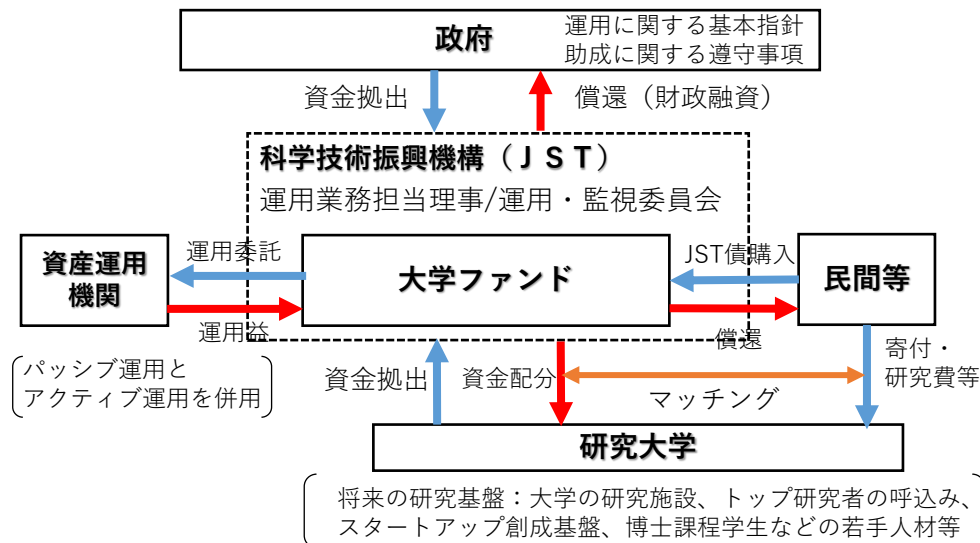 政府
運用に関する基本指針
助成に関する遵守事項
資金拠出
償還（財政融資）
科学技術振興機構（ＪＳＴ）
運用業務担当理事/運用・監視委員会
資産運用
機関
運用委託
運用益
大学ファンド
JST債購入
償還
民間等
パッシブ運用と
アクティブ運用を併用
資金拠出
資金配分
マッチング
寄付・
研究費等
研究大学
将来の研究基盤：大学の研究施設、トップ研究者の呼込み、
スタートアップ創成基盤、博士課程学生などの若手人材等